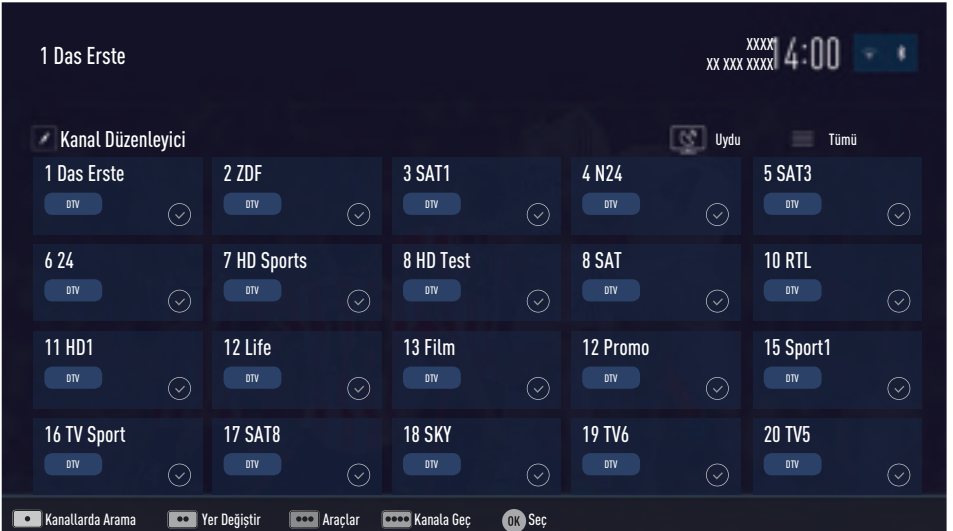 1 Das Erste
XXXX
XX XXX XXXX 14:00
Kanal Düzenleyici Uydu Tümü
1 Das Erste 2 ZDF 3 SAT1 4 N24 5 SAT3
DTV DTV DTV DTV DTV
6 24 7 HD Sports 8 HD Test 8 SAT 10 RTL
DTV DTV DTV DTV DTV
11 HD1 12 Life 13 Film 12 Promo 15 Sport1
DTV DTV DTV DTV DTV
16 TV Sport 17 SAT8 18 SKY 19 TV6 20 TV5
DTV DTV DTV DTV DTV
Kanallarda Arama Yer Değiştir Araçlar Kanala Geç OK Seç